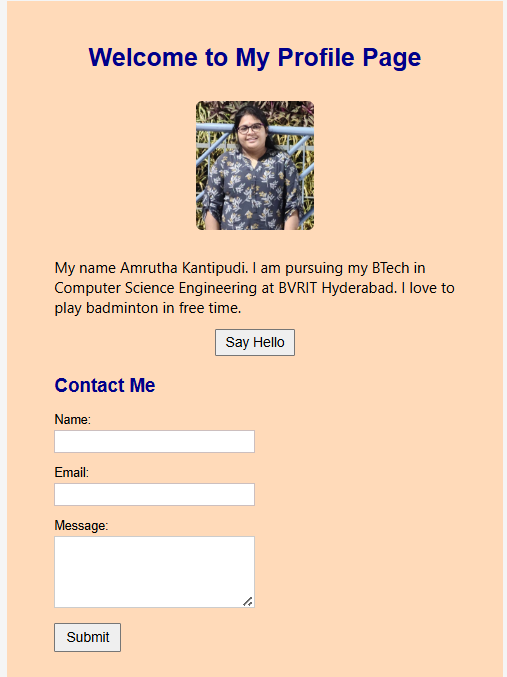 Welcome to My Profile Page
My name Amrutha Kantipudi. I am pursuing my BTech in
Computer Science Engineering at BVRIT Hyderabad. I love to
play badminton in free time.
Say Hello
Contact Me
Name:
Email:
Message:
Submit